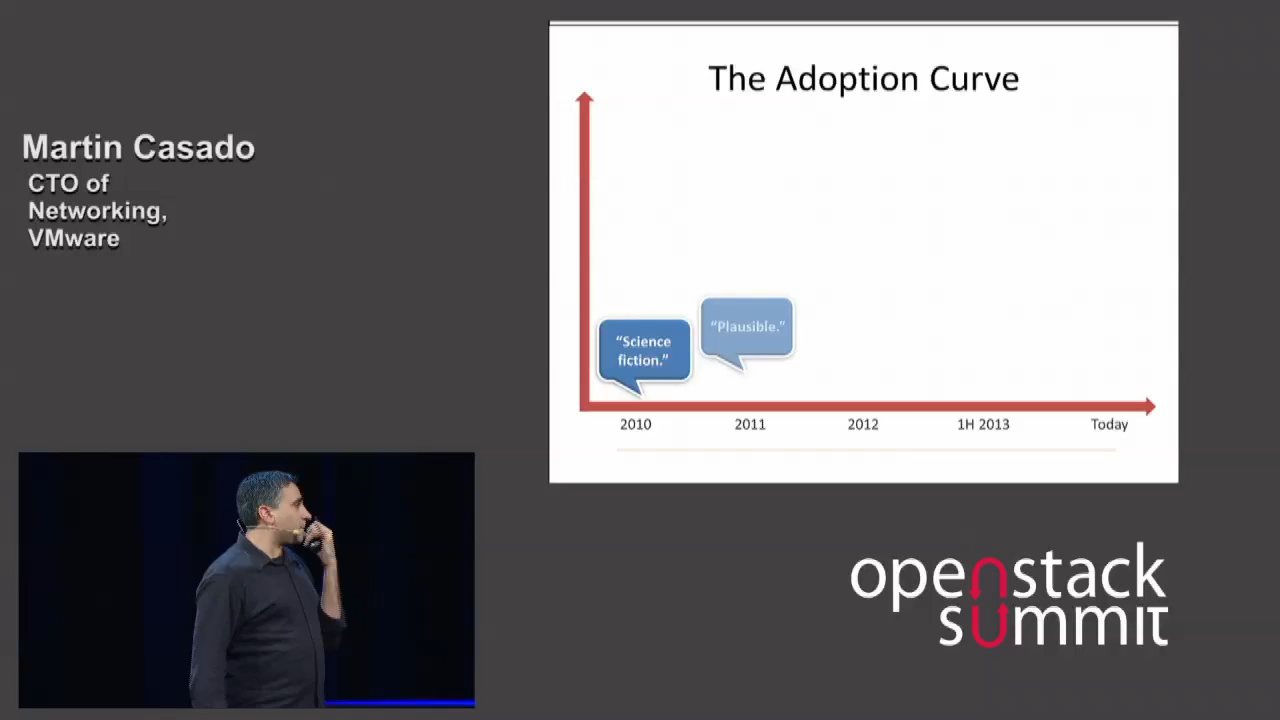 Martin Casado
CTO of
Networking,
VMware
The Adoption Curve
“Science
fiction.”
“Plausible.”
2010
2011
2012
1H 2013
Today
openstack
summit